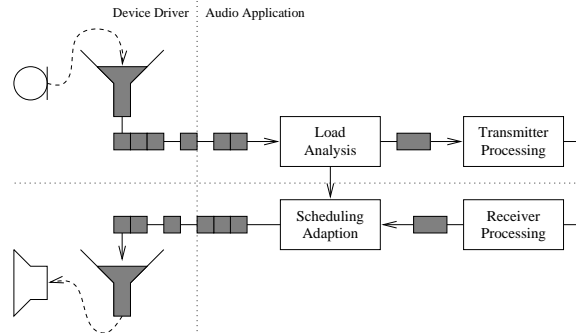 Device Driver
Audio Application
Load
Analysis
Transmitter
Processing
Scheduling
Adaption
Receiver
Processing